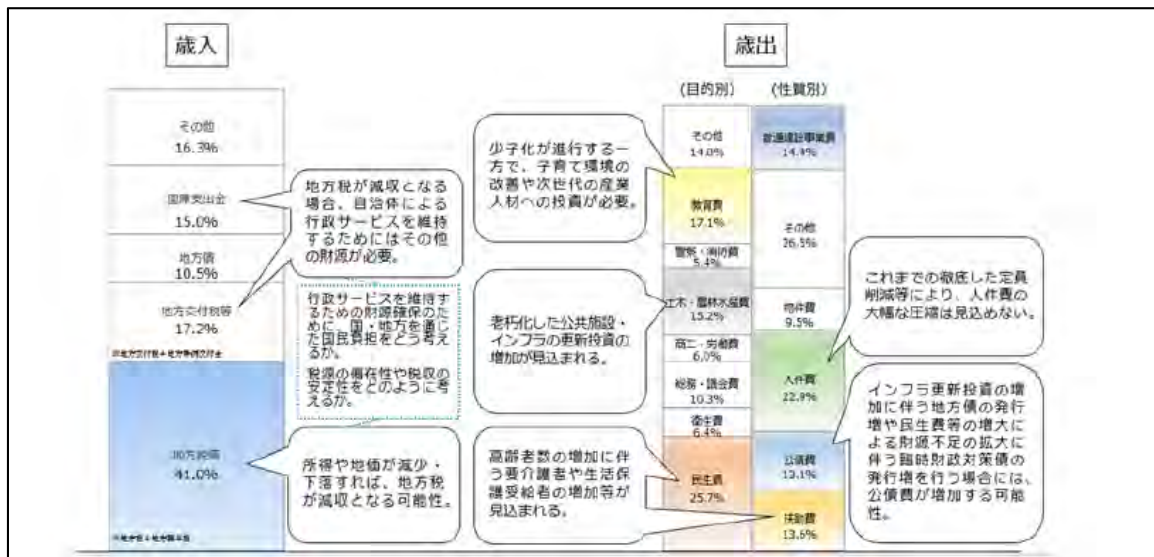 歳入
その他
16.3%
国庫支出金
15.0%
地方債
10.5%
地方交付税等
17.2%
※地方交付税+地方特例交付金
地方税等
41.0%
地方税が減収となる
場合、自治体による
行政サービスを維持
するためにはその他
の財源が必要。
行政サービスを維持す
るための財源確保のた
めに、国・地方を通じ
た国民負担をどう考え
るか。
税源の偏在性や税収の
安定性をどのように考
えるか。
所得や地価が減少・
下落すれば、地方税
が減収となる可能性。
歳出
(目的別)
その他
14.0%
教育費
17.1%
警察・消防費
5.4%
土木・農林水産費
15.2%
商工・労働費
6.0%
総務・議会費
10.3%
衛生費
6.4%
民生費
25.7%
(性質別)
普通建設事業費
14.4%
その他
26.5%
物件費
9.5%
人件費
22.9%
公債費
13.1%
扶助費
13.6%
少子化が進行する一
方で、子育て環境の
改善や次世代の産業
人材への投資が必要。
老朽化した公共施設・
インフラの更新投資の
増加が見込まれる。
高齢者数の増加に伴
う要介護者や生活保
護受給者の増加等が
見込まれる。
これまでの徹底した定員
削減等により、人件費の
大幅な圧縮は見込めない。
インフラ更新投資の増
加に伴う地方債の発行
増や民生費等の増大に
よる財源不足の拡大に
伴う臨時財政対策債の
発行増を行う場合には、
公債費が増加する可能
性。